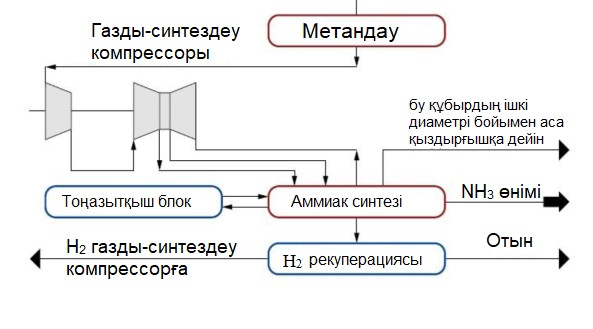 Газды-синтездеу
компрессоры
Метандау
бу құбырдың ішкі
диаметрі бойымен аса
қыздырғышқа дейін
Тоңазытқыш блок
Аммиак синтезі
NH3 өнімі
H2 газды-синтездеу
компрессорға
H2 рекуперациясы
Отын